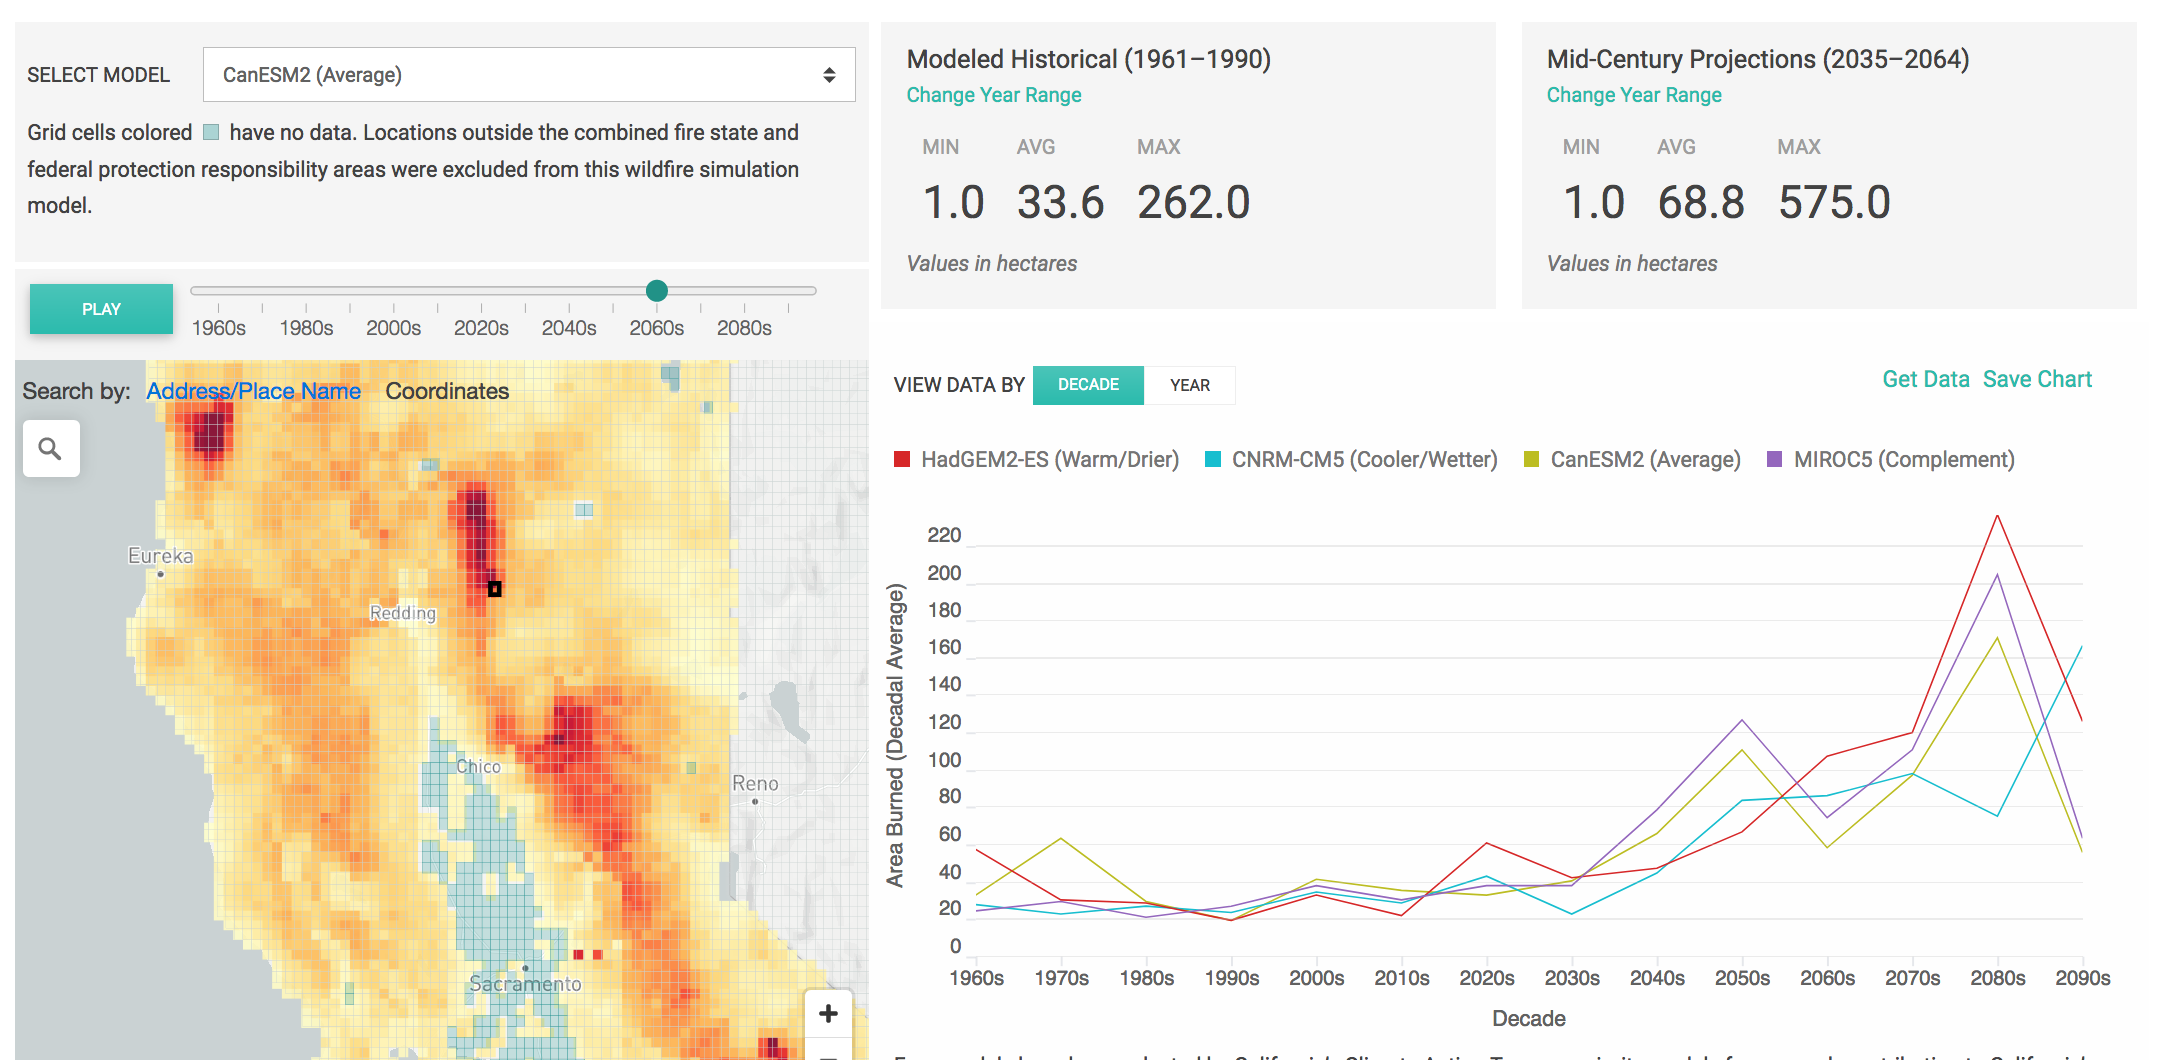 SELECT MODEL
CanESM2 (Average)
Grid cells colored have no data. Locations outside the combined fire state and
federal protection responsibility areas were excluded from this wildfire simulation
model.
PLAY
1960s 1980s 2000s 2020s 2040s 2060s 2080s
Search by: Address/Place Name Coordinates
Eureka
Redding
Chico
Reno
Sacramento
+
Modeled Historical (1961–1990)
Change Year Range
MIN AVG MAX
1.0 33.6 262.0
Values in hectares
Mid-Century Projections (2035–2064)
Change Year Range
MIN AVG MAX
1.0 68.8 575.0
Values in hectares
VIEW DATA BY DECADE YEAR
Get Data Save Chart
HadGEM2-ES (Warm/Drier) CNRM-CM5 (Cooler/Wetter) CanESM2 (Average) MIROC5 (Complement)
Area Burned (Decadal Average)
220
200
180
160
140
120
100
80
60
40
20
0
1960s 1970s 1980s 1990s 2000s 2010s 2020s 2030s 2040s 2050s 2060s 2070s 2080s 2090s
Decade